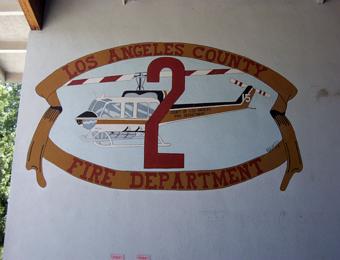 LOS ANGELES COUNTY
2
FIRE DEPARTMENT